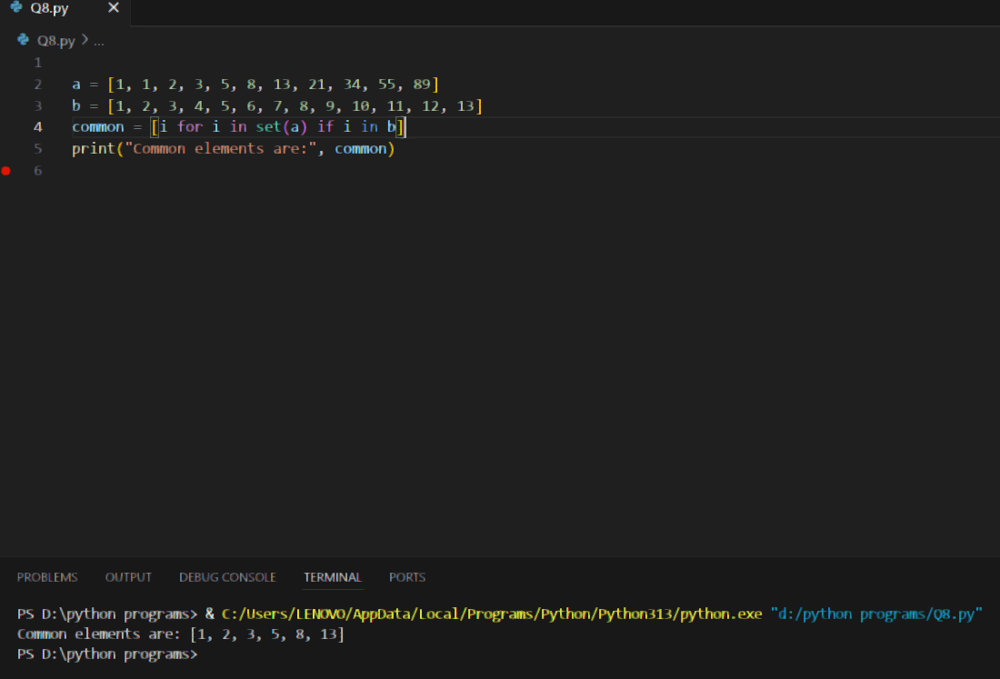 Q8.py ×
Q8.py > ...
1
2 a = [1, 1, 2, 3, 5, 8, 13, 21, 34, 55, 89]
3 b = [1, 2, 3, 4, 5, 6, 7, 8, 9, 10, 11, 12, 13]
4 common = [i for i in set(a) if i in b]
5 print("Common elements are:", common)
6
PROBLEMS OUTPUT DEBUG CONSOLE TERMINAL PORTS
PS D:\python programs> & C:/Users/LENOVO/AppData/Local/Programs/Python/Python313/python.exe "d:/python programs/Q8.py"
Common elements are: [1, 2, 3, 5, 8, 13]
PS D:\python programs>